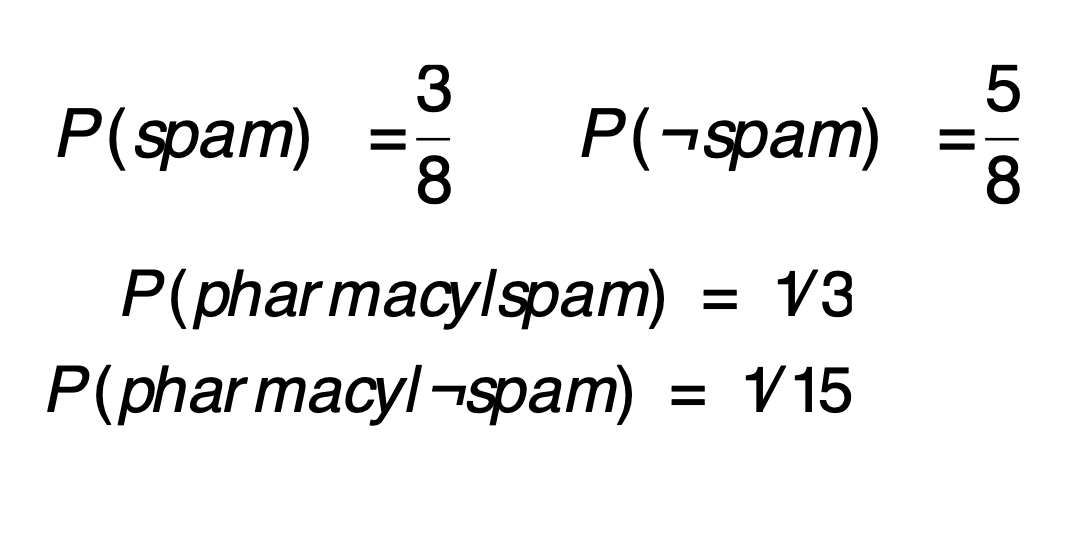 P(spam) = 3/8 P(¬spam) = 5/8
P(pharmacy|spam) = 1/3
P(pharmacy|¬spam) = 1/15